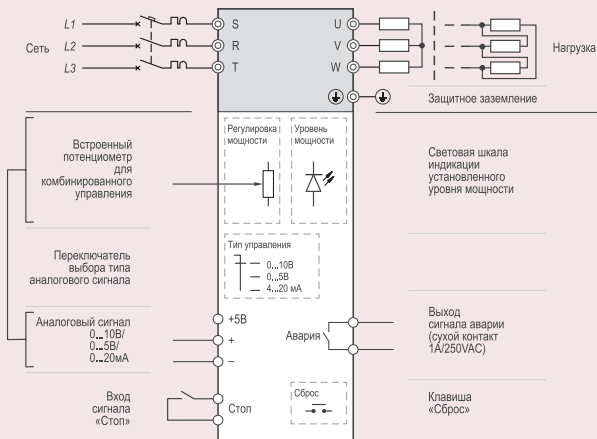 L1
L2
L3
Сеть
S
R
T
U
V
W
Нагрузка
Защитное заземление
Встроенный
потенциометр
для
комбинированного
управления
Регулировка
мощности
Уровень
мощности
Световая шкала
индикации
установленного
уровня мощности
Переключатель
выбора типа
аналогового сигнала
Тип управления
0...10В
0...5В
4...20 мА
Аналоговый сигнал
0...10В/
0...5В/
0...20мА
+5В
+
–
Авария
Выход
сигнала аварии
(сухой контакт
1А/250VAC)
Вход
сигнала
«Стоп»
Стоп
Сброс
Клавиша
«Сброс»